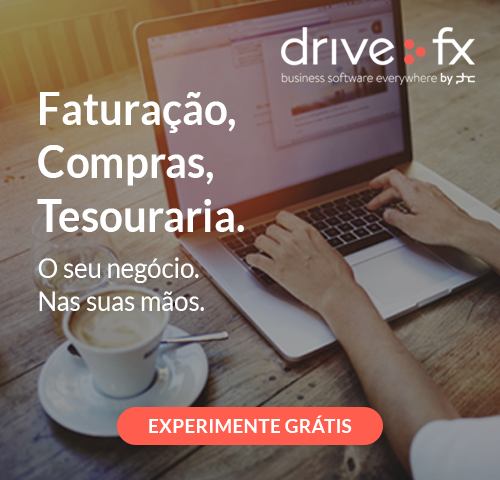 drive fx
business software everywhere by phc
Faturação,
Compras,
Tesouraria.
O seu negócio.
Nas suas mãos.
EXPERIMENTE GRÁTIS